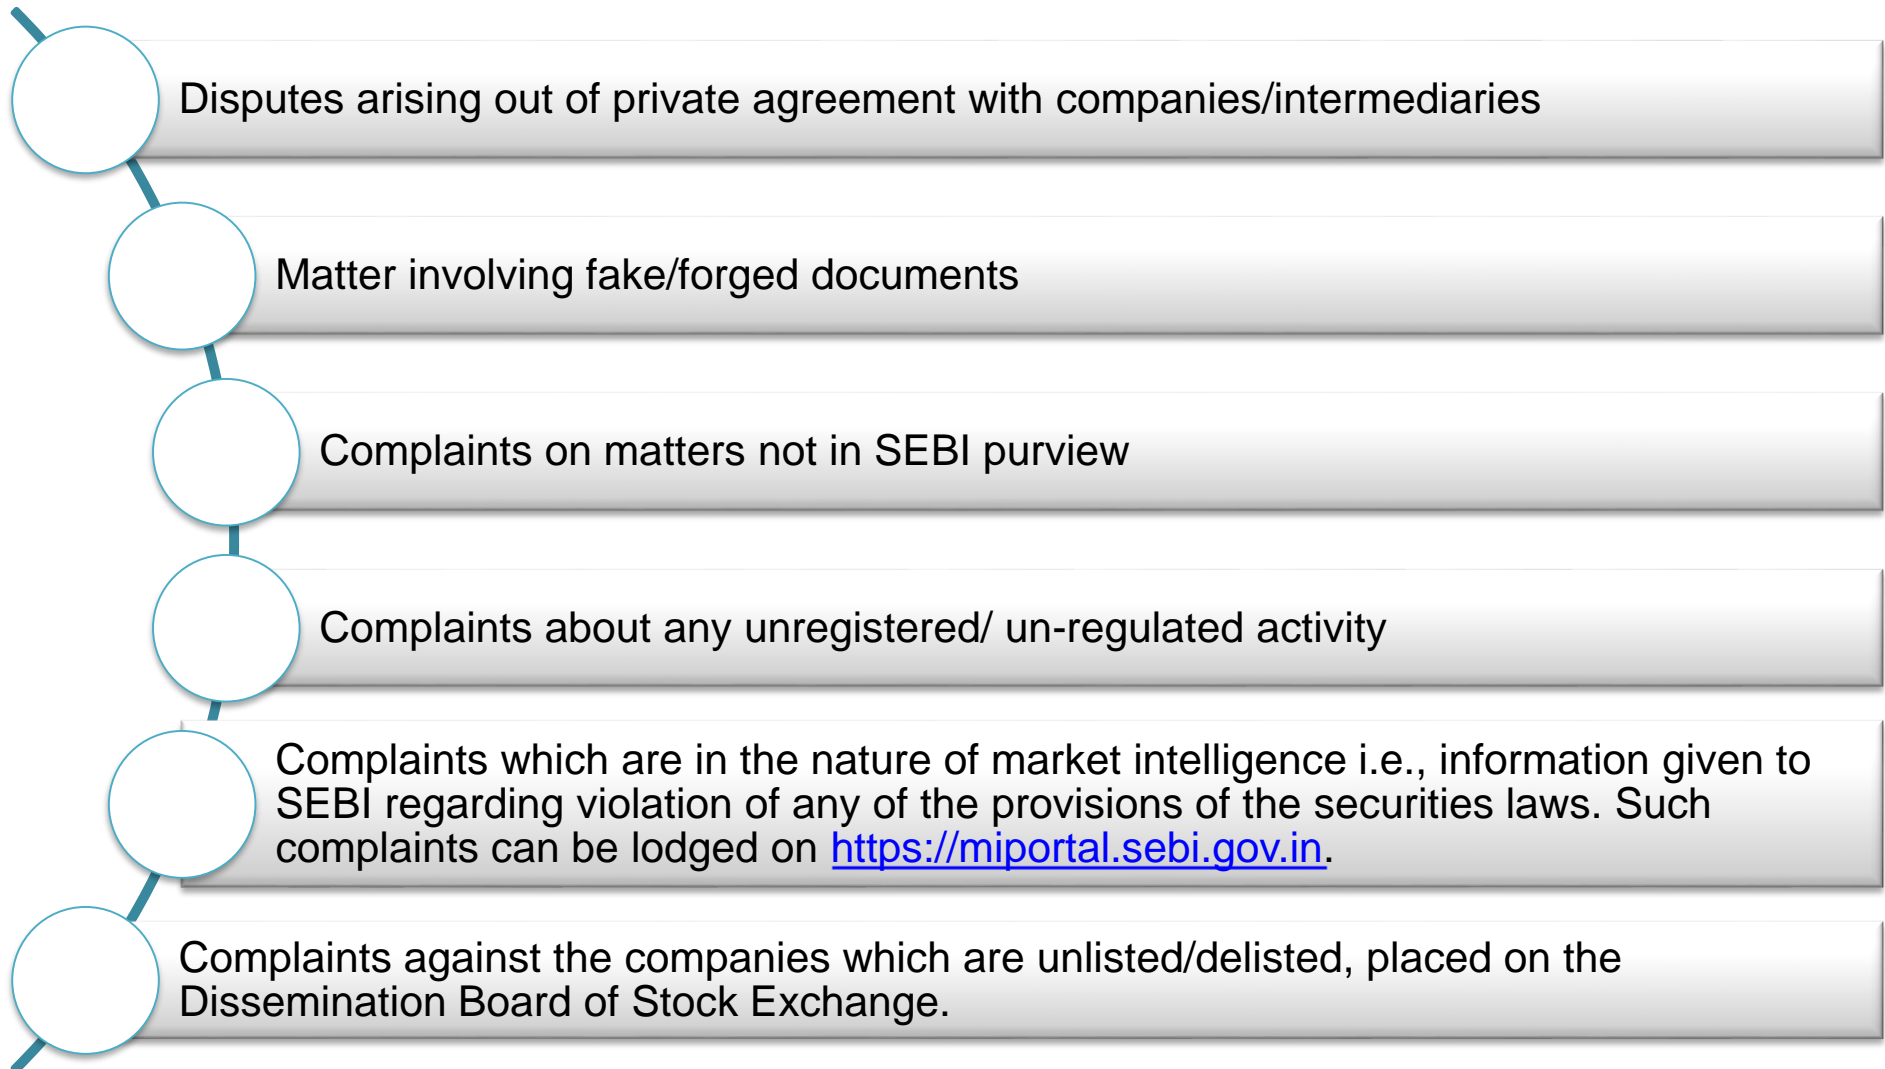 Disputes arising out of private agreement with companies/intermediaries
Matter involving fake/forged documents
Complaints on matters not in SEBI purview
Complaints about any unregistered/ un-regulated activity
Complaints which are in the nature of market intelligence i.e., information given to
SEBI regarding violation of any of the provisions of the securities laws. Such
complaints can be lodged on https://miportal.sebi.gov.in.
Complaints against the companies which are unlisted/delisted, placed on the
Dissemination Board of Stock Exchange.